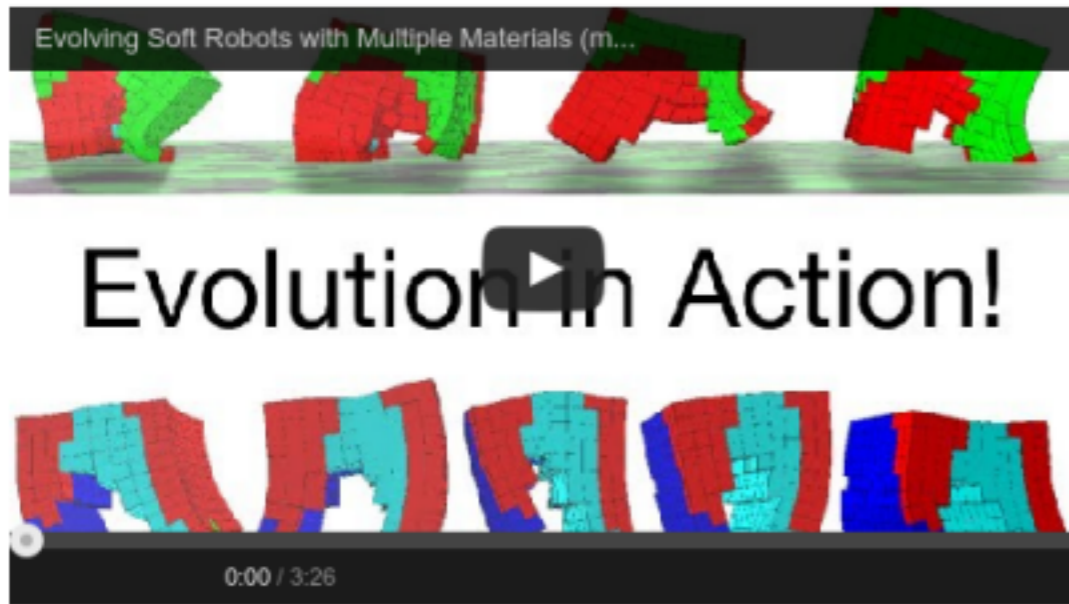 Evolving Soft Robots with Multiple Materials (m...
Evolution in Action!
0:00 / 3:26